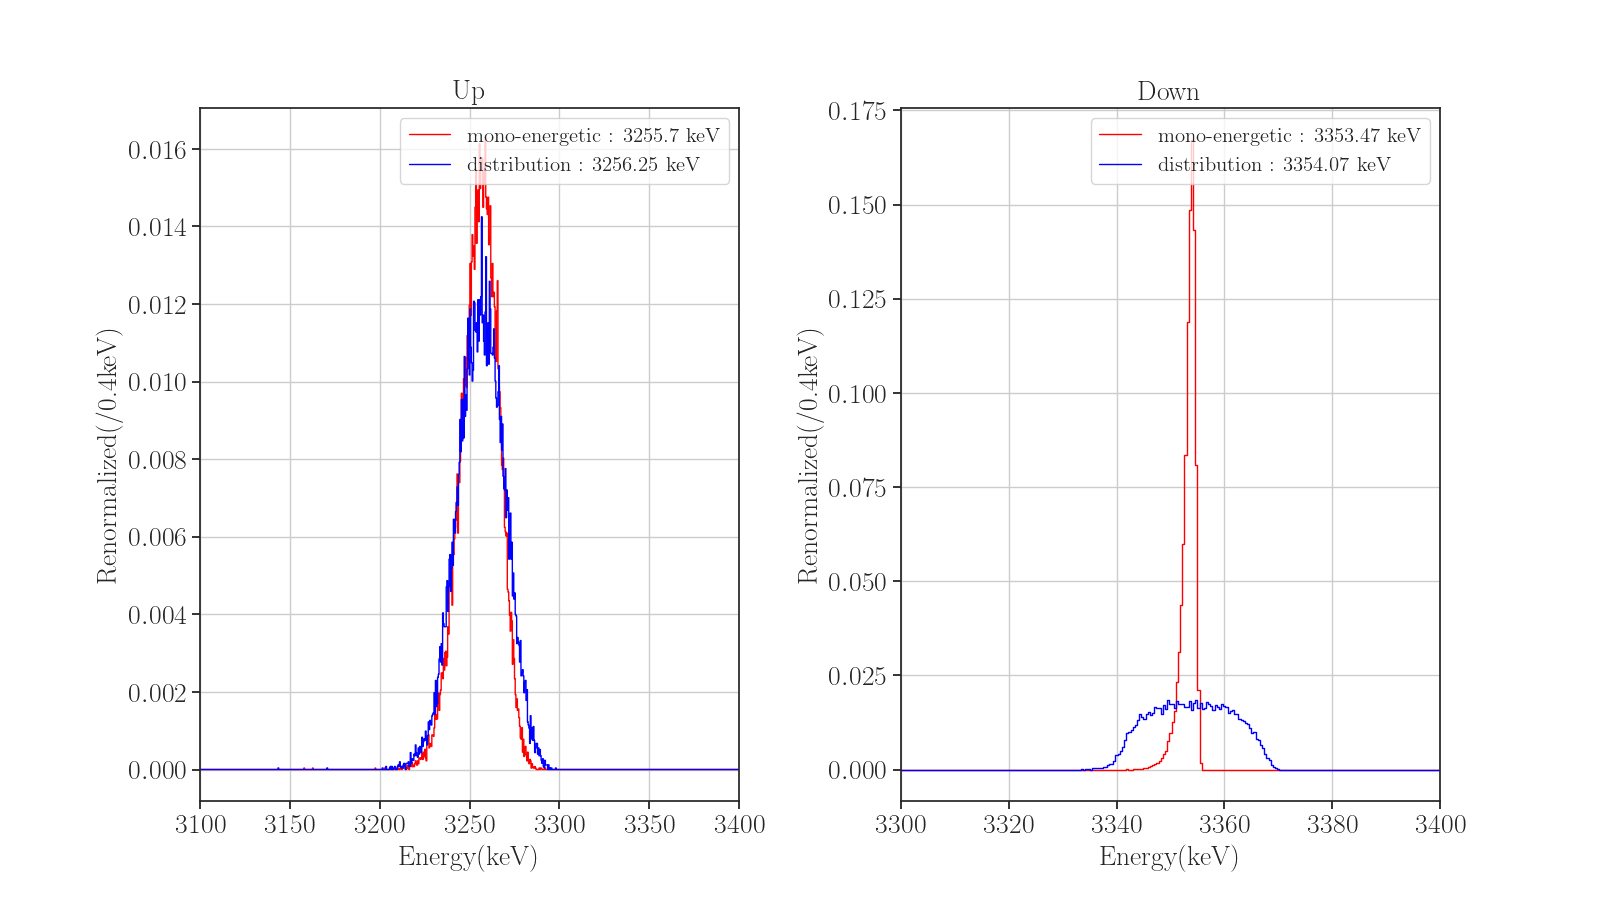 Up
mono-energetic : 3255.7 keV
distribution : 3256.25 keV
Renormalized(/0.4keV)
0.016
0.014
0.012
0.010
0.008
0.006
0.004
0.002
0.000
3100 3150 3200 3250 3300 3350 3400
Energy(keV)
Down
mono-energetic : 3353.47 keV
distribution : 3354.07 keV
Renormalized(/0.4keV)
0.175
0.150
0.125
0.100
0.075
0.050
0.025
0.000
3300 3320 3340 3360 3380 3400
Energy(keV)